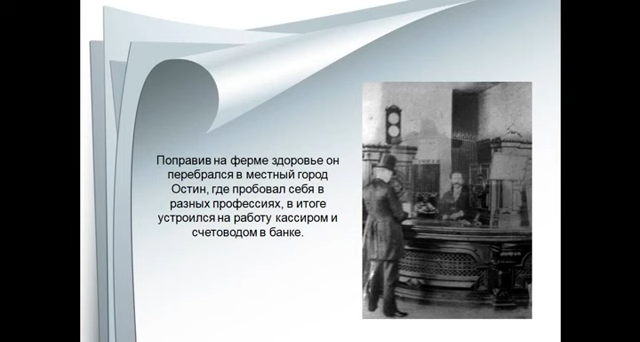 Поправив на ферме здоровье он
перебрался в местный город
Остин, где пробовал себя в
разных профессиях, в итоге
устроился на работу кассиром и
счетоводом в банке.